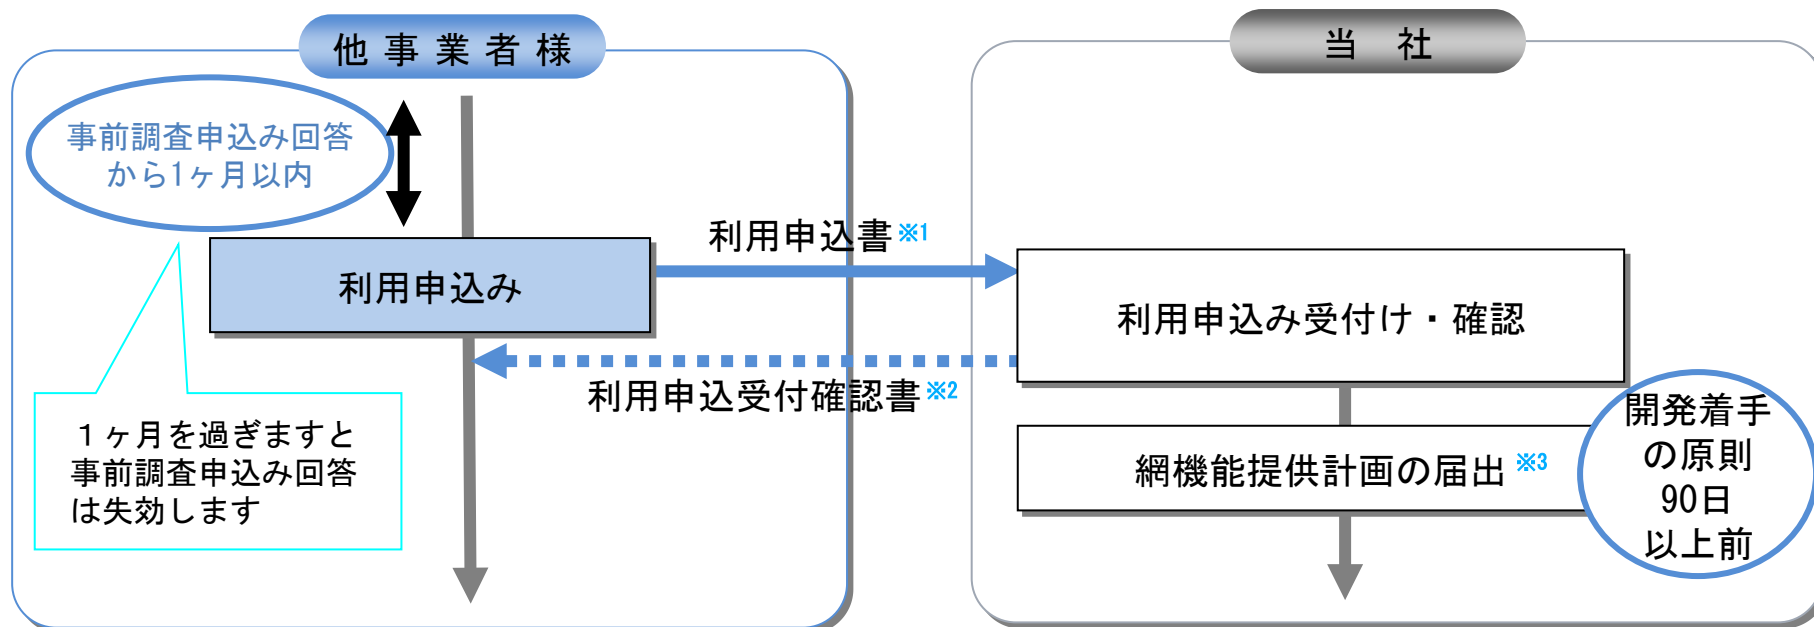 他事業者様
当 社
事前調査申込み回答
から1ヶ月以内
利用申込書※1
利用申込み
利用申込み受付け・確認
利用申込受付確認書※2
１ヶ月を過ぎますと
事前調査申込み回答
は失効します
網機能提供計画の届出 ※3
開発着手
の原則
90日
以上前